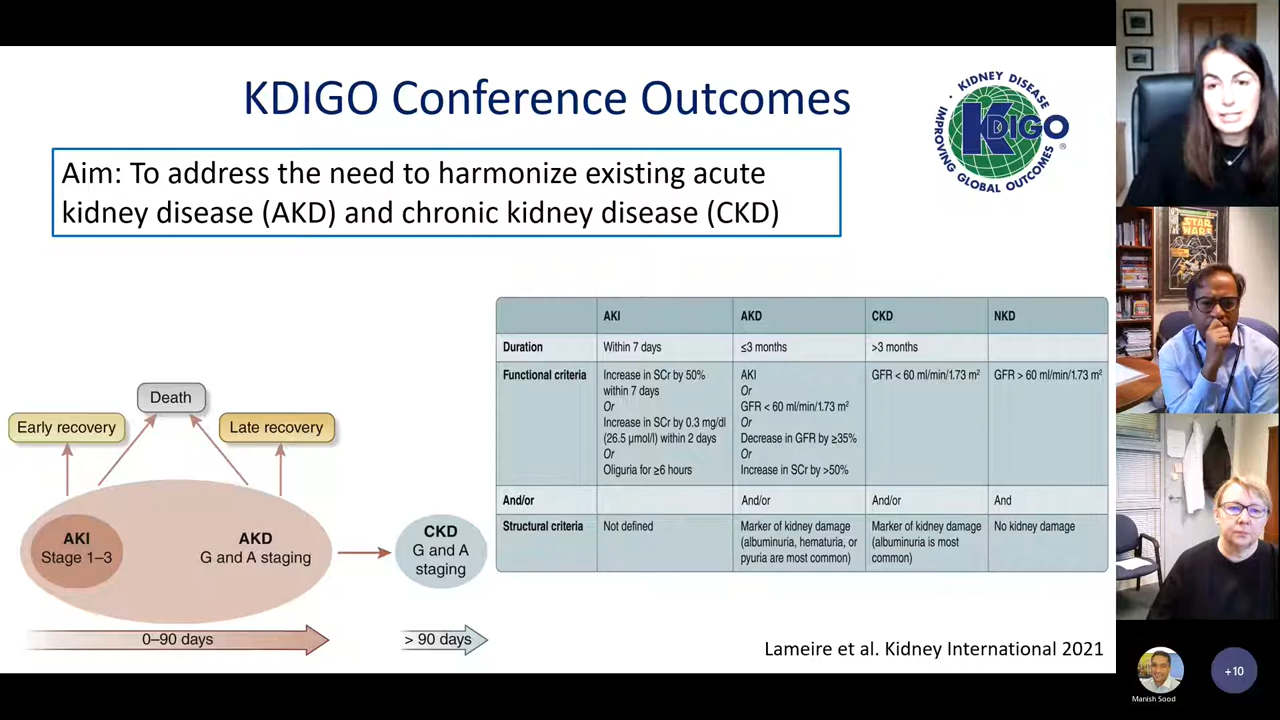 KDIGO Conference Outcomes
KIDNEY DISEASE
KDIGO
®
IMPROVING GLOBAL OUTCOMES
Aim: To address the need to harmonize existing acute
kidney disease (AKD) and chronic kidney disease (CKD)
Death
Early recovery
Late recovery
AKI
Stage 1–3
AKD
G and A staging
CKD
G and A
staging
0–90 days
> 90 days
AKI AKD CKD NKD
Duration Within 7 days ≤3 months >3 months
Functional criteria
Increase in SCr by 50%
within 7 days
Or
Increase in SCr by 0.3 mg/dl
(26.5 μmol/l) within 2 days
Or
Oliguria for ≥6 hours
AKI
Or
GFR < 60 ml/min/1.73 m²
Or
Decrease in GFR by ≥35%
Or
Increase in SCr by >50%
GFR < 60 ml/min/1.73 m²
GFR > 60 ml/min/1.73 m²
And/or And/or And/or And
Structural criteria
Not defined
Marker of kidney damage
(albuminuria, hematuria, or
pyuria are most common)
Marker of kidney damage
(albuminuria is most
common)
No kidney damage
Lameire et al. Kidney International 2021
STAR
WARS
Manish Sood
+10